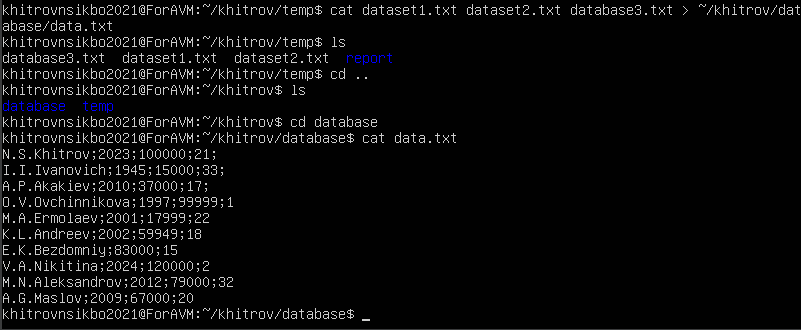 khitrovnsikbo2021@ForAVM:~/khitrov/temp$ cat dataset1.txt dataset2.txt database3.txt > ~/khitrov/dat
abase/data.txt
khitrovnsikbo2021@ForAVM:~/khitrov/temp$ ls
database3.txt  dataset1.txt  dataset2.txt  report
khitrovnsikbo2021@ForAVM:~/khitrov/temp$ cd ..
khitrovnsikbo2021@ForAVM:~/khitrov$ ls
database  temp
khitrovnsikbo2021@ForAVM:~/khitrov$ cd database
khitrovnsikbo2021@ForAVM:~/khitrov/database$ cat data.txt
N.S.Khitrov;2023;100000;21;
I.I.Ivanovich;1945;15000;33;
A.P.Akakiev;2010;37000;17;
O.V.Ovchinnikova;1997;99999;1
M.A.Ermolaev;2001;17999;22
K.L.Andreev;2002;59949;18
E.K.Bezdomniy;83000;15
V.A.Nikitina;2024;120000;2
M.N.Aleksandrov;2012;79000;32
A.G.Maslov;2009;67000;20
khitrovnsikbo2021@ForAVM:~/khitrov/database$ _